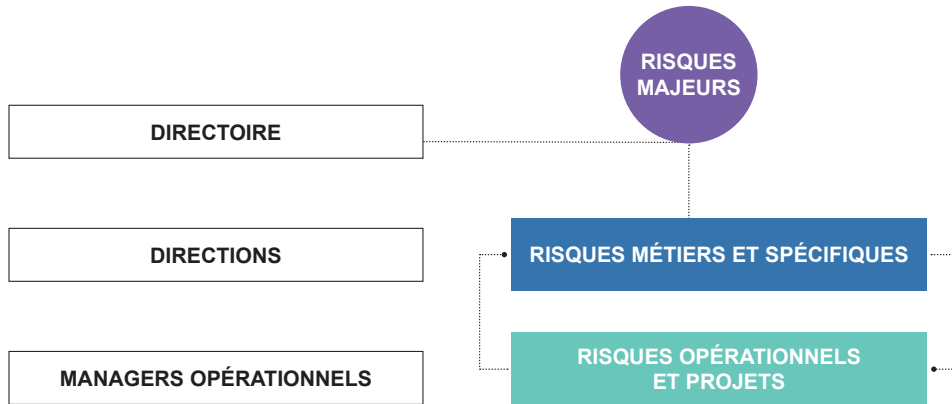 RISQUES
MAJEURS
DIRECTOIRE
DIRECTIONS
RISQUES MÉTIERS ET SPÉCIFIQUES
MANAGERS OPÉRATIONNELS
RISQUES OPÉRATIONNELS
ET PROJETS